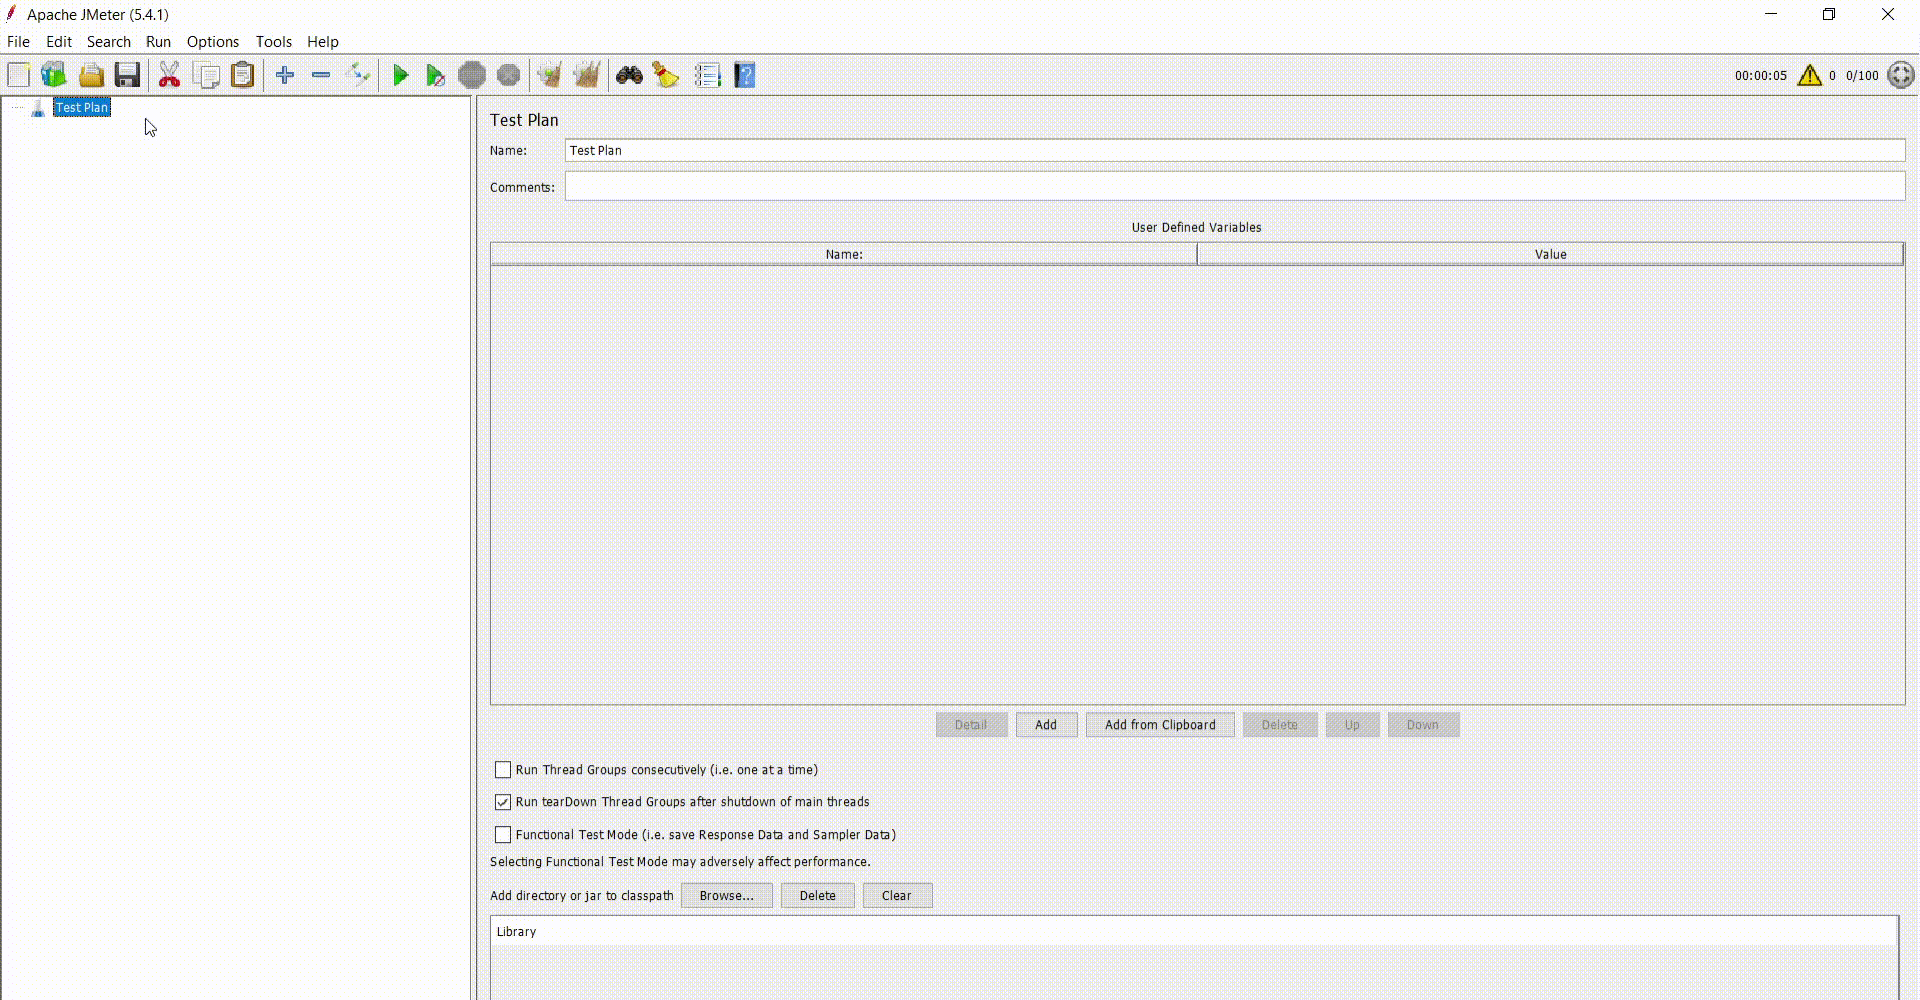 Apache JMeter (5.4.1)
File Edit Search Run Options Tools Help
00:00:05 0 0/100
Test Plan
Test Plan
Name: Test Plan
Comments:
User Defined Variables
Name: Value
Detail Add Add from Clipboard Delete Up Down
Run Thread Groups consecutively (i.e. one at a time)
Run tearDown Thread Groups after shutdown of main threads
Functional Test Mode (i.e. save Response Data and Sampler Data)
Selecting Functional Test Mode may adversely affect performance.
Add directory or jar to classpath Browse... Delete Clear
Library